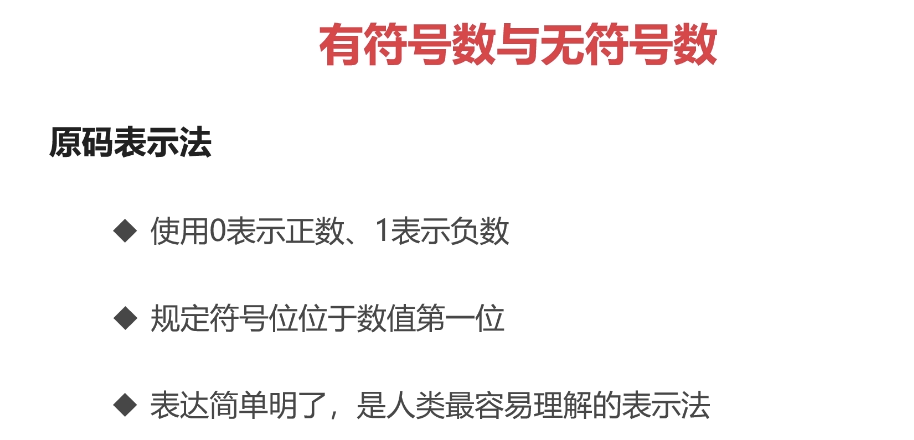 有符号数与无符号数
原码表示法
◆ 使用0表示正数、1表示负数
◆ 规定符号位位于数值第一位
◆ 表达简单明了，是人类最容易理解的表示法